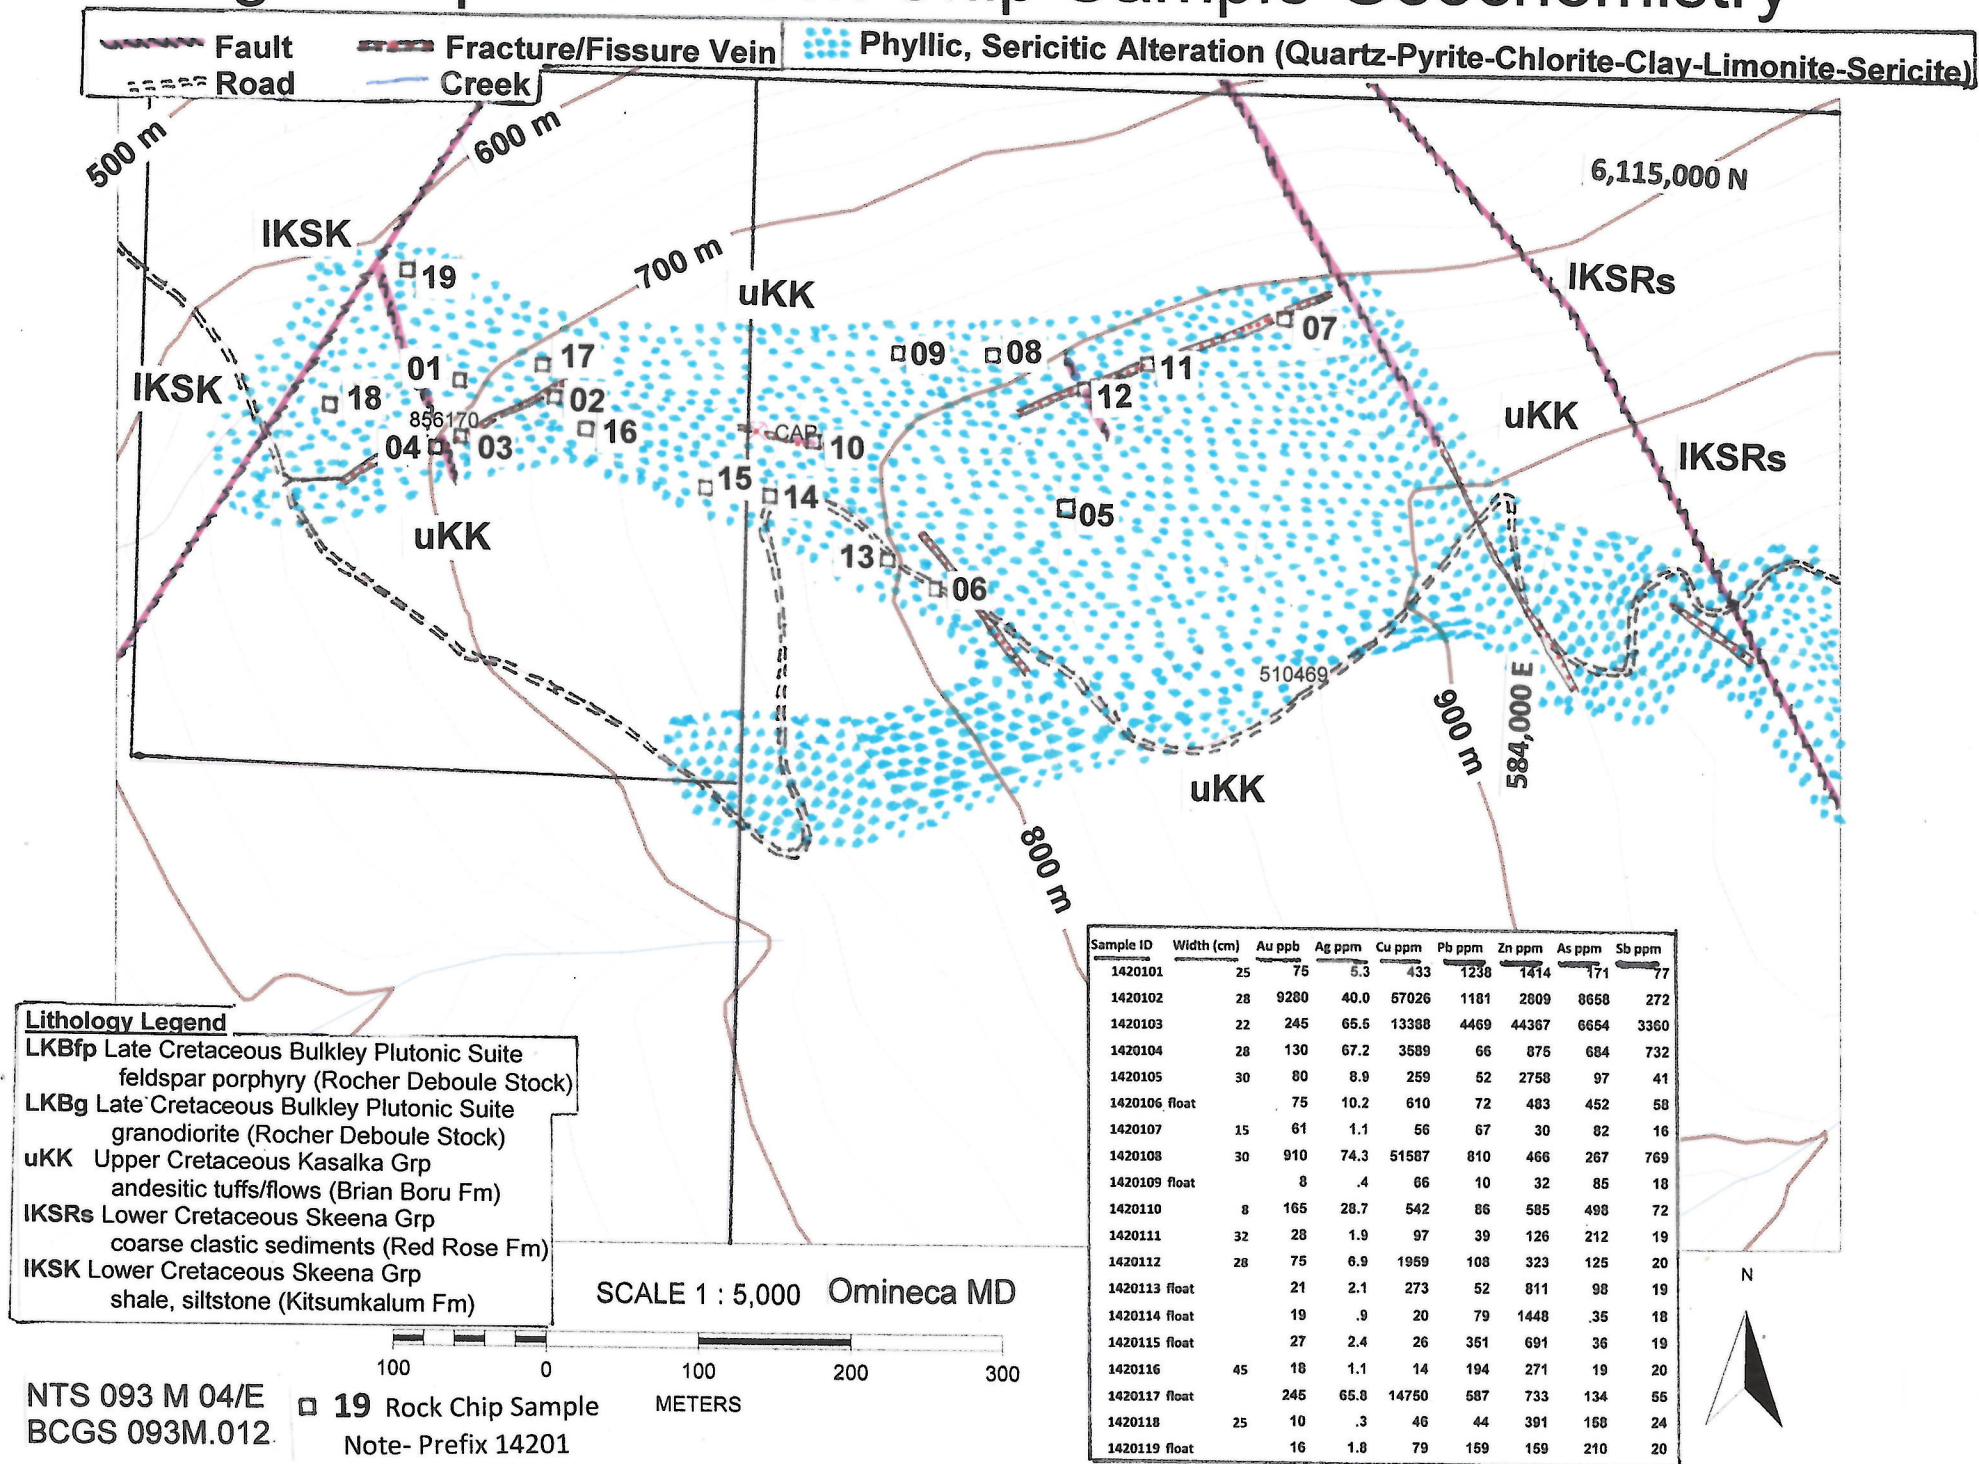 Chip Sample Geochemistry
Fault
Fracture/Fissure Vein
Phyllic, Sericitic Alteration (Quartz-Pyrite-Chlorite-Clay-Limonite-Sericite)
Road
Creek
500 m
600 m
6,115,000 N
lKSK
700 m
uKK
lKSRs
19
17
01
09
08
07
lKSK
18
02
11
12
uKK
856170
16
CAP
10
04
03
lKSRs
15
14
05
uKK
13
06
510469
584,000 E
900 m
uKK
800 m
Sample ID Width (cm) Au ppb Ag ppm Cu ppm Pb ppm Zn ppm As ppm Sb ppm
1420101 25 75 5.3 433 1238 1414 171 77
1420102 28 9280 40.0 57026 1181 2809 8658 272
1420103 22 245 65.5 13388 4469 44367 6654 3360
1420104 28 130 67.2 3589 66 875 684 732
1420105 30 80 8.9 259 52 2758 97 41
1420106 float 75 10.2 610 72 483 452 58
1420107 15 61 1.1 56 67 30 82 16
1420108 30 910 74.3 51587 810 466 267 769
1420109 float 8 .4 66 10 32 85 18
1420110 8 165 28.7 542 86 585 498 72
1420111 32 28 1.9 97 39 126 212 19
1420112 28 75 6.9 1959 108 323 125 20
1420113 float 21 2.1 273 52 811 98 19
1420114 float 19 .9 20 79 1448 .35 18
1420115 float 27 2.4 26 351 691 36 19
1420116 45 18 1.1 14 194 271 19 20
1420117 float 245 65.8 14750 587 733 134 55
1420118 25 10 .3 46 44 391 158 24
1420119 float 16 1.8 79 159 159 210 20
Lithology Legend
LKBfp Late Cretaceous Bulkley Plutonic Suite
feldspar porphyry (Rocher Deboule Stock)
LKBg Late Cretaceous Bulkley Plutonic Suite
granodiorite (Rocher Deboule Stock)
uKK Upper Cretaceous Kasalka Grp
andesitic tuffs/flows (Brian Boru Fm)
lKSRs Lower Cretaceous Skeena Grp
coarse clastic sediments (Red Rose Fm)
lKSK Lower Cretaceous Skeena Grp
shale, siltstone (Kitsumkalum Fm)
SCALE 1 : 5,000 Omineca MD
100 0 100 200 300
METERS
N
NTS 093 M 04/E
BCGS 093M.012
19 Rock Chip Sample
Note- Prefix 14201